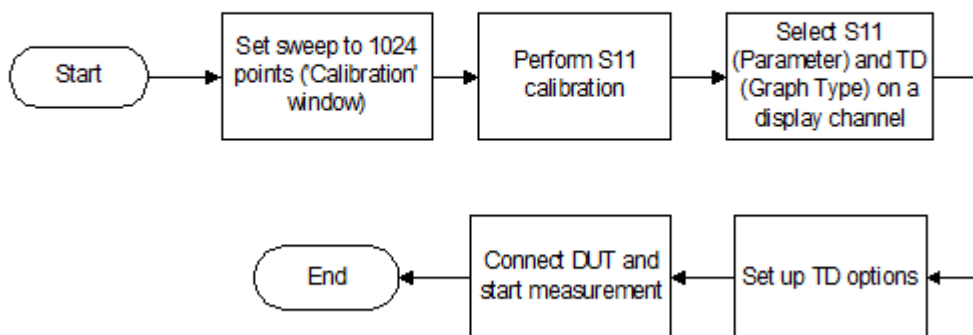 Start
Set sweep to 1024
points ('Calibration'
window)
Perform S11
calibration
Select S11
(Parameter) and TD
(Graph Type) on a
display channel
End
Connect DUT and
start measurement
Set up TD options